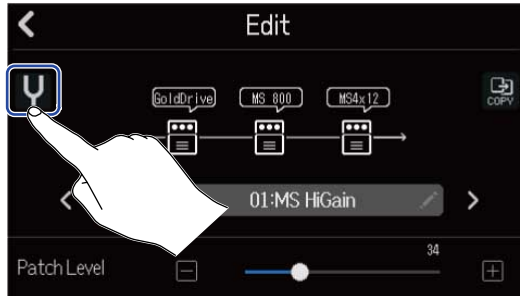 Edit
GoldDrive MS 800 MS4x12
COPY
01:MS HiGain
34
Patch Level